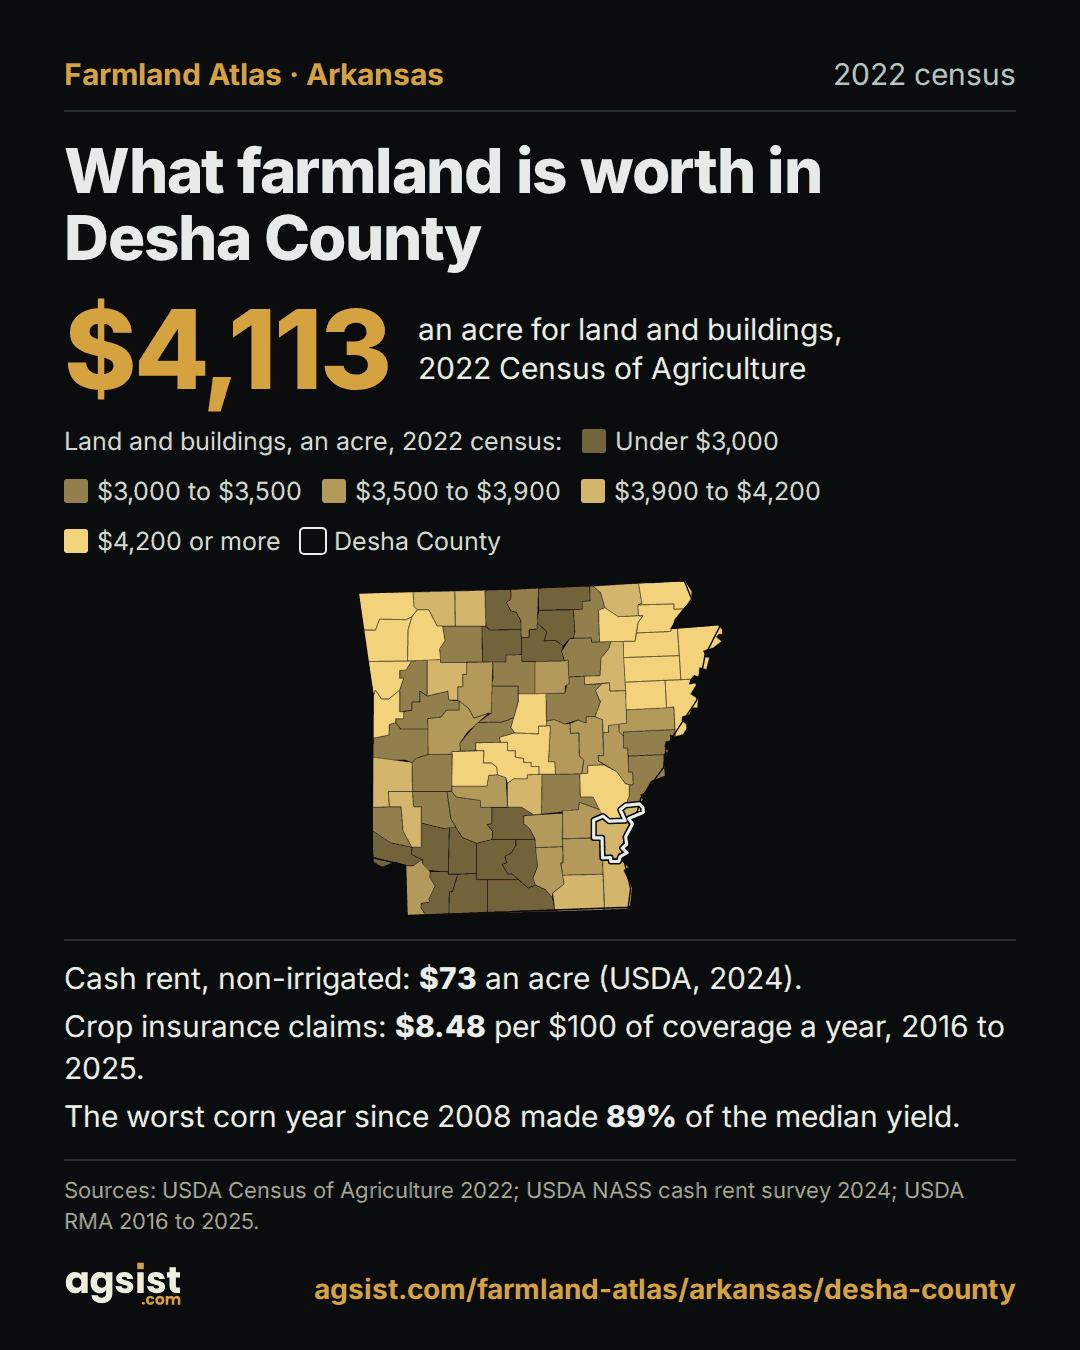 Farmland Atlas · Arkansas
2022 census
What farmland is worth in
Desha County
$4,113
an acre for land and buildings,
2022 Census of Agriculture
Land and buildings, an acre, 2022 census: Under $3,000
$3,000 to $3,500 $3,500 to $3,900 $3,900 to $4,200
$4,200 or more Desha County
Cash rent, non-irrigated: $73 an acre (USDA, 2024).
Crop insurance claims: $8.48 per $100 of coverage a year, 2016 to
2025.
The worst corn year since 2008 made 89% of the median yield.
Sources: USDA Census of Agriculture 2022; USDA NASS cash rent survey 2024; USDA
RMA 2016 to 2025.
agsist
.com
agsist.com/farmland-atlas/arkansas/desha-county